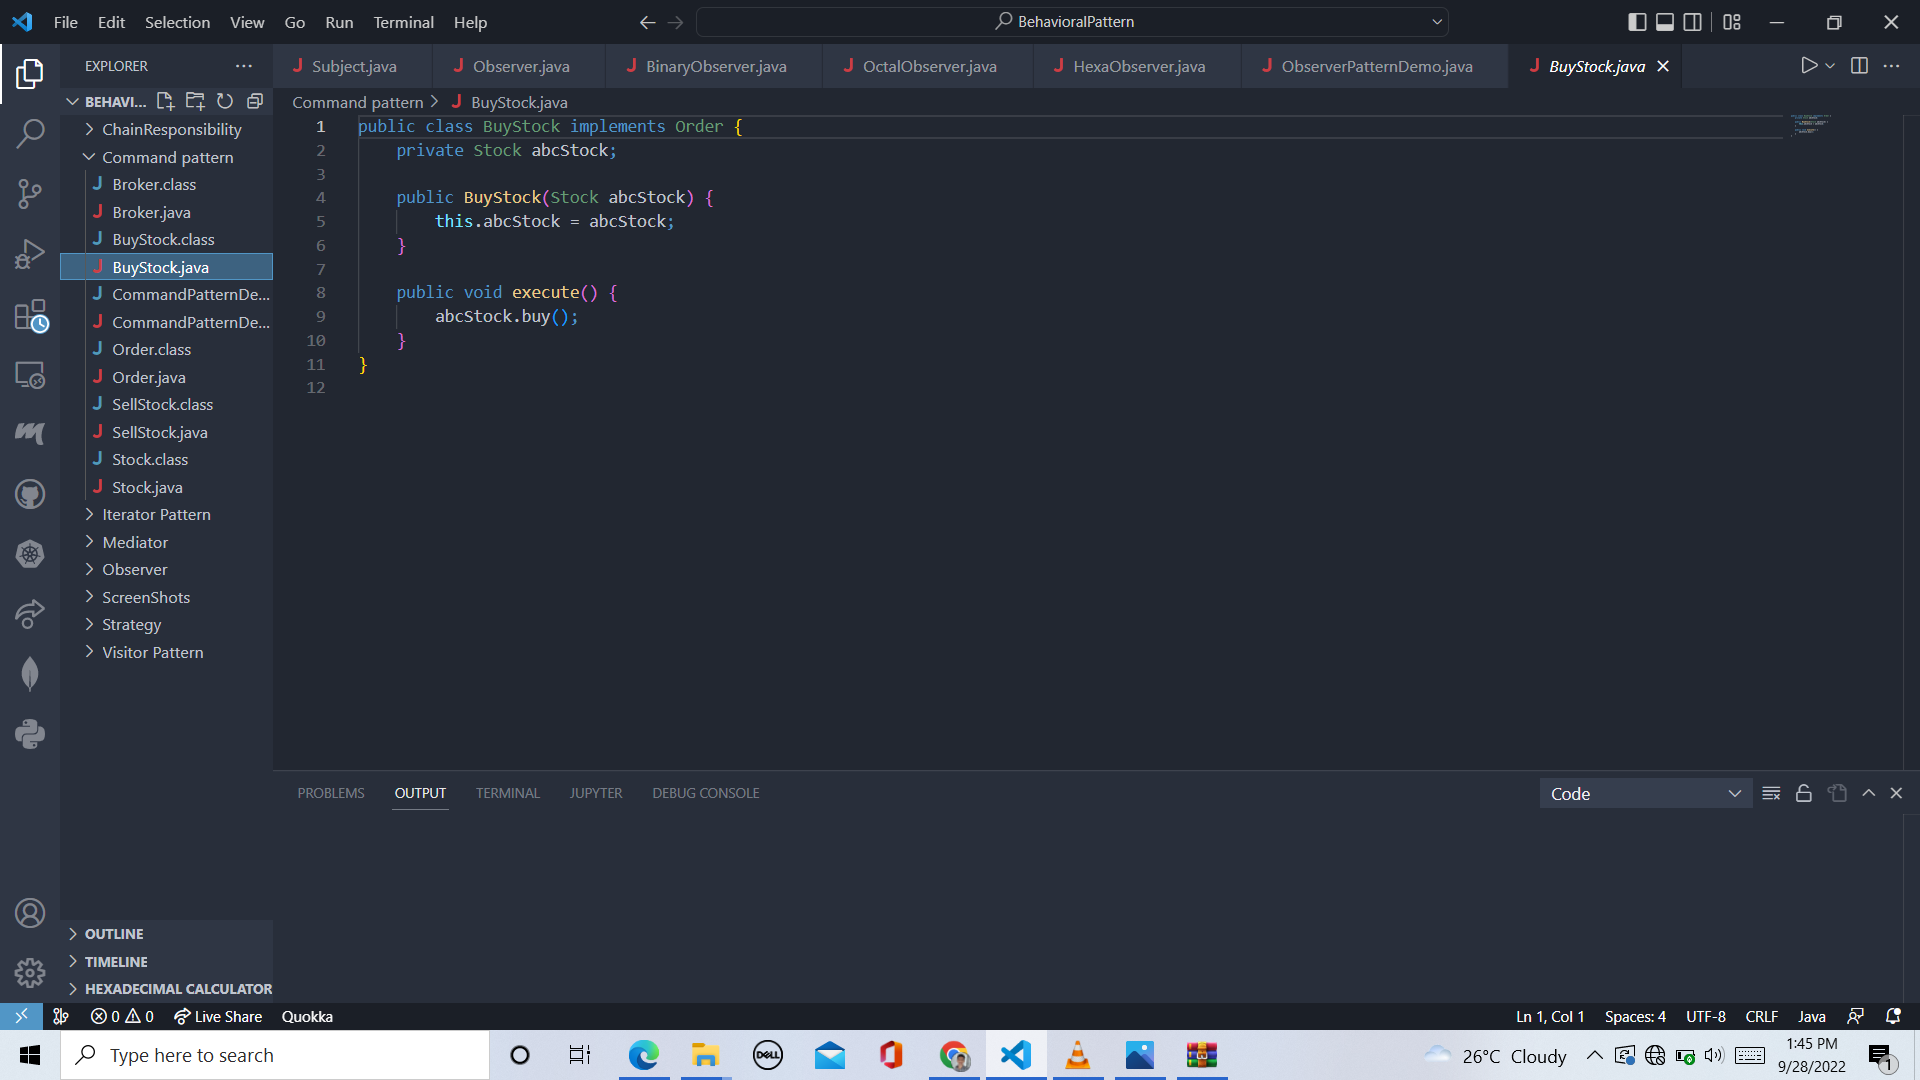 File Edit Selection View Go Run Terminal Help
BehavioralPattern
EXPLORER
Subject.java
Observer.java
BinaryObserver.java
OctalObserver.java
HexaObserver.java
ObserverPatternDemo.java
BuyStock.java
BEHAVI...
Command pattern > BuyStock.java
ChainResponsibility
Command pattern
Broker.class
Broker.java
BuyStock.class
BuyStock.java
CommandPatternDe...
CommandPatternDe...
Order.class
Order.java
SellStock.class
SellStock.java
Stock.class
Stock.java
Iterator Pattern
Mediator
Observer
ScreenShots
Strategy
Visitor Pattern
1 public class BuyStock implements Order {
2 private Stock abcStock;
3
4 public BuyStock(Stock abcStock) {
5 this.abcStock = abcStock;
6 }
7
8 public void execute() {
9 abcStock.buy();
10 }
11 }
12
PROBLEMS OUTPUT TERMINAL JUPYTER DEBUG CONSOLE
Code
OUTLINE
TIMELINE
HEXADECIMAL CALCULATOR
0 0 Live Share Quokka
Ln 1, Col 1 Spaces: 4 UTF-8 CRLF Java
Type here to search
DELL
26°C Cloudy
1:45 PM
9/28/2022
1